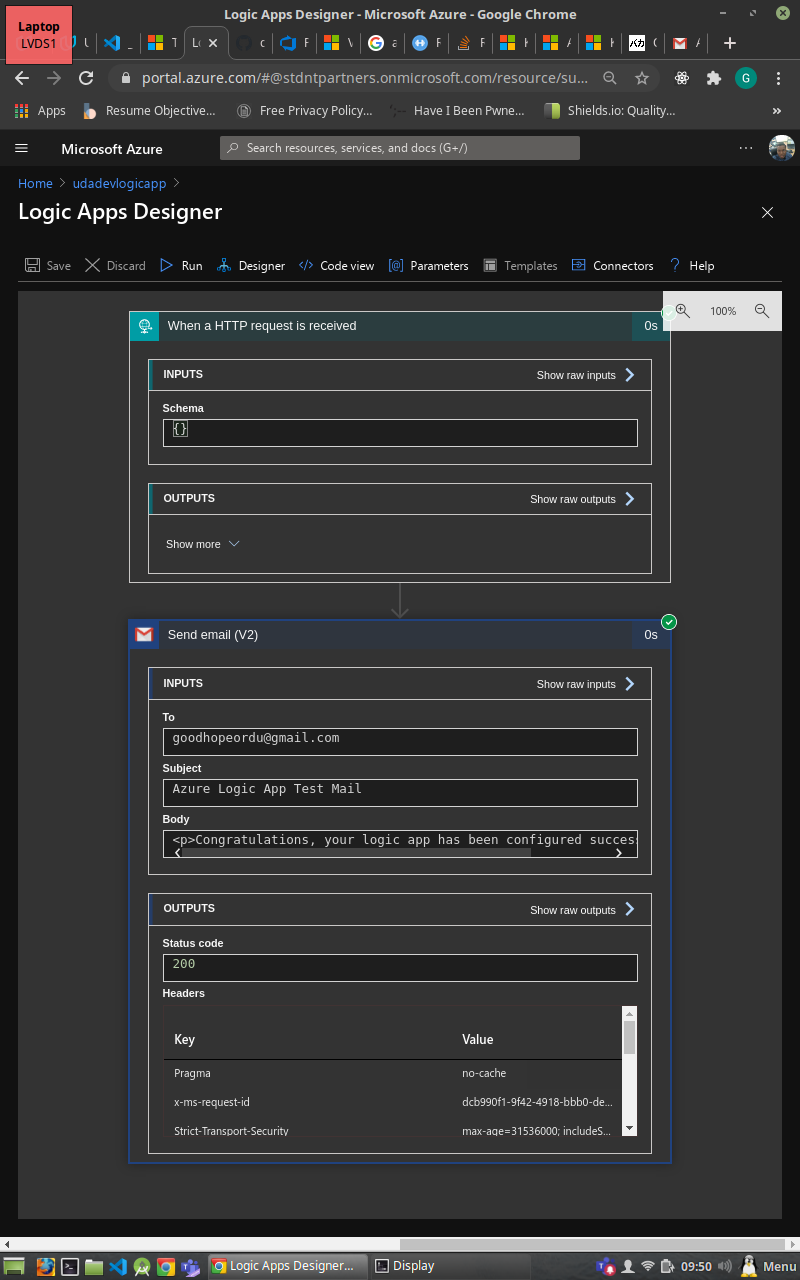 Logic Apps Designer - Microsoft Azure - Google Chrome
Laptop
LVDS1
portal.azure.com/#@stdntpartners.onmicrosoft.com/resource/su...
G
Apps
Resume Objective...
Free Privacy Policy...
Have I Been Pwne...
Shields.io: Quality...
»
Microsoft Azure
Search resources, services, and docs (G+/)
Home > udadevlogicapp >
Logic Apps Designer
Save
Discard
Run
Designer
Code view
Parameters
Templates
Connectors
Help
100%
When a HTTP request is received
0s
INPUTS
Show raw inputs
Schema
{}
OUTPUTS
Show raw outputs
Show more
Send email (V2)
0s
INPUTS
Show raw inputs
To
goodhopeordu@gmail.com
Subject
Azure Logic App Test Mail
Body
<p>Congratulations, your logic app has been configured succes
OUTPUTS
Show raw outputs
Status code
200
Headers
Key
Value
Pragma
no-cache
x-ms-request-id
dcb990f1-9f42-4918-bbb0-de...
Strict-Transport-Security
max-age=31536000; includeS...
Logic Apps Designer...
Display
09:50
Menu